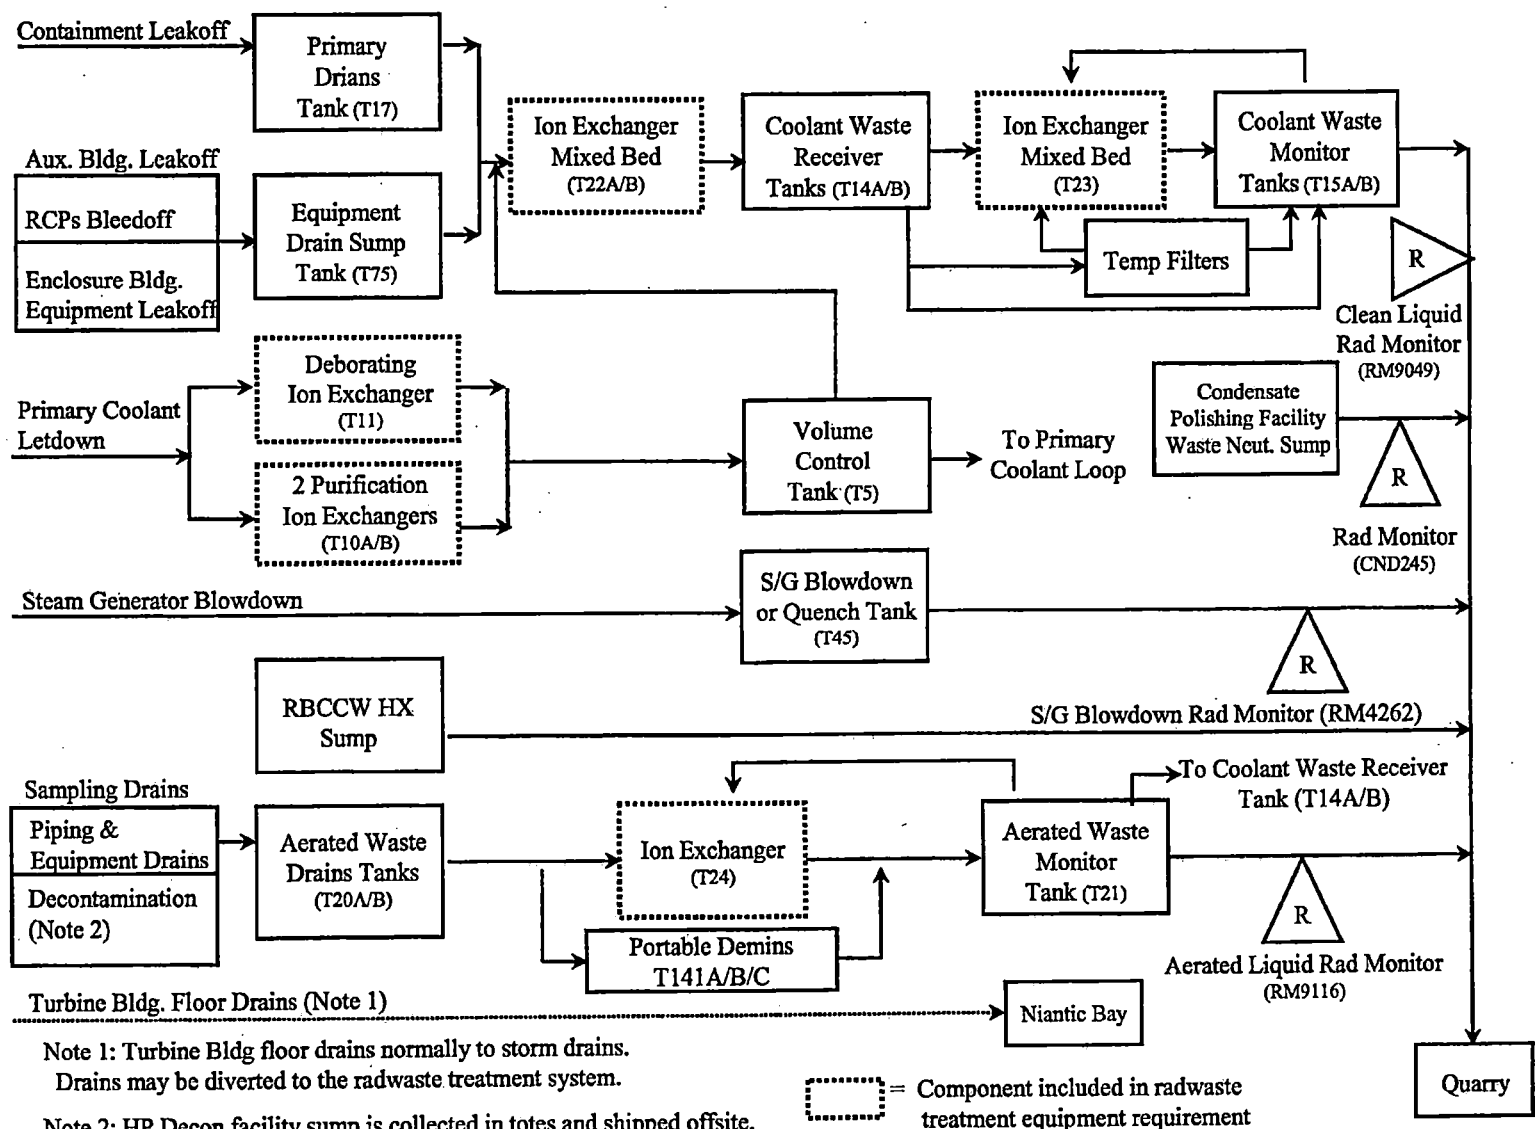 Containment Leakoff
Primary
Drians
Tank (T17)
Aux. Bldg. Leakoff
RCPs Bleedoff
Enclosure Bldg.
Equipment Leakoff
Equipment
Drain Sump
Tank (T75)
Ion Exchanger
Mixed Bed
(T22A/B)
Coolant Waste
Receiver
Tanks (T14A/B)
Ion Exchanger
Mixed Bed
(T23)
Coolant Waste
Monitor
Tanks (T15A/B)
Temp Filters
R
Clean Liquid
Rad Monitor
(RM9049)
Primary Coolant
Letdown
Deborating
Ion Exchanger
(T11)
2 Purification
Ion Exchangers
(T10A/B)
Volume
Control
Tank (T5)
To Primary
Coolant Loop
Condensate
Polishing Facility
Waste Neut. Sump
R
Rad Monitor
(CND245)
Steam Generator Blowdown
S/G Blowdown
or Quench Tank
(T45)
R
S/G Blowdown Rad Monitor (RM4262)
RBCCW HX
Sump
Sampling Drains
Piping &
Equipment Drains
Decontamination
(Note 2)
Aerated Waste
Drains Tanks
(T20A/B)
Ion Exchanger
(T24)
Portable Demins
T141A/B/C
Aerated Waste
Monitor
Tank (T21)
To Coolant Waste Receiver
Tank (T14A/B)
R
Aerated Liquid Rad Monitor
(RM9116)
Turbine Bldg. Floor Drains (Note 1)
Niantic Bay
Quarry
Note 1: Turbine Bldg floor drains normally to storm drains.
Drains may be diverted to the radwaste treatment system.
Note 2: HP Decon facility sump is collected in totes and shipped offsite.
= Component included in radwaste
treatment equipment requirement